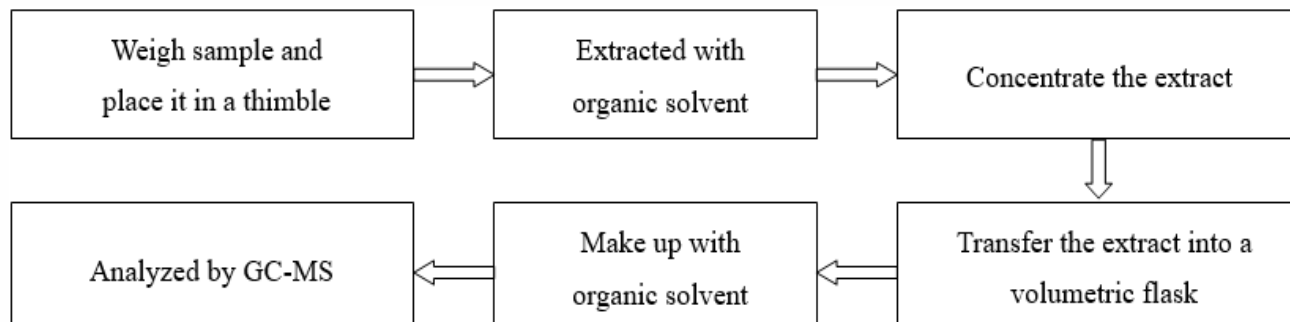 Weigh sample and
place it in a thimble
Extracted with
organic solvent
Concentrate the extract
Transfer the extract into a
volumetric flask
Make up with
organic solvent
Analyzed by GC-MS